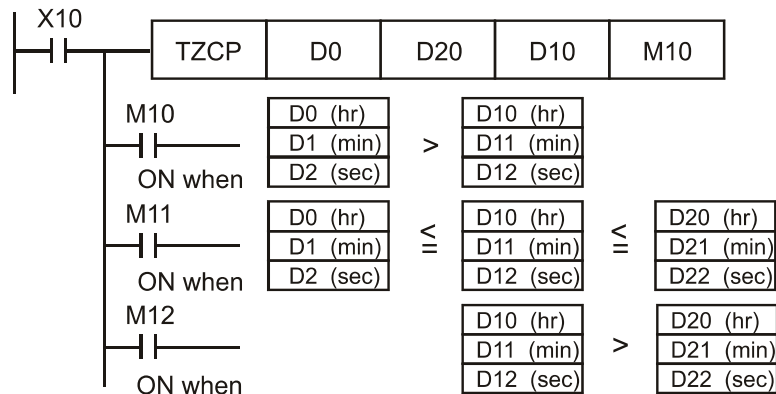 X10
TZCP D0 D20 D10 M10
M10
ON when
D0 (hr)
D1 (min)
D2 (sec)
>
D10 (hr)
D11 (min)
D12 (sec)
M11
ON when
D0 (hr)
D1 (min)
D2 (sec)
≦
D10 (hr)
D11 (min)
D12 (sec)
≦
D20 (hr)
D21 (min)
D22 (sec)
M12
ON when
D10 (hr)
D11 (min)
D12 (sec)
>
D20 (hr)
D21 (min)
D22 (sec)